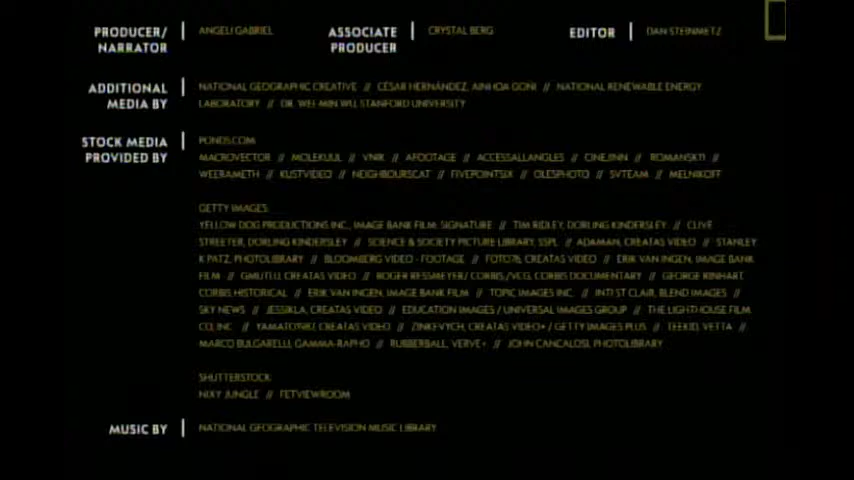 PRODUCER/ NARRATOR | ANGELI GABRIEL ASSOCIATE PRODUCER | CRYSTAL BERG EDITOR | DAN STEINMETZ
ADDITIONAL MEDIA BY | NATIONAL GEOGRAPHIC CREATIVE // CÉSAR HERNÁNDEZ, AINHOA GOÑI // NATIONAL RENEWABLE ENERGY
LABORATORY // DR. WEI-MIN WU, STANFORD UNIVERSITY
STOCK MEDIA PROVIDED BY | POND5.COM
MACROVECTOR // MOLEKUUL // VNIK // AFOOTAGE // ACCESSALLANGLES // CINEJINN // ROMANSKI1 //
WEERAMETH // KUSTVIDEO // NEIGHBOURSCAT // FIVEPOINTSIX // OLESPHOTO // SVTEAM // MELNIKOFF
GETTY IMAGES
YELLOW DOG PRODUCTIONS INC., IMAGE BANK FILM: SIGNATURE // TIM RIDLEY, DORLING KINDERSLEY // CLIVE
STREETER, DORLING KINDERSLEY // SCIENCE & SOCIETY PICTURE LIBRARY, SSPL // ADAMAN, CREATAS VIDEO // STANLEY
K PATZ, PHOTOLIBRARY // BLOOMBERG VIDEO - FOOTAGE // FOTO76, CREATAS VIDEO // ERIK VAN INGEN, IMAGE BANK
FILM // CREATAS VIDEO // ROGER RESSMEYER/ CORBIS/VCG, CORBIS DOCUMENTARY // GEORGE RINHART,
CORBIS HISTORICAL // ERIK VAN INGEN, IMAGE BANK FILM // TOPIC IMAGES INC. // INTI ST CLAIR, BLEND IMAGES //
SKY NEWS // JESSIKLA, CREATAS VIDEO // EDUCATION IMAGES / UNIVERSAL IMAGES GROUP // THE LIGHTHOUSE FILM
CO, INC // CREATAS VIDEO // ZINKEVYCH, CREATAS VIDEO+ / GETTY IMAGES PLUS // TEEKID, VETTA //
MARCO BULGARELLI, GAMMA-RAPHO // RUBBERBALL, VERVE+ // JOHN CANCALOSI, PHOTOLIBRARY
SHUTTERSTOCK
NIXY JUNGLE // FETVIEWROOM
MUSIC BY | NATIONAL GEOGRAPHIC TELEVISION MUSIC LIBRARY